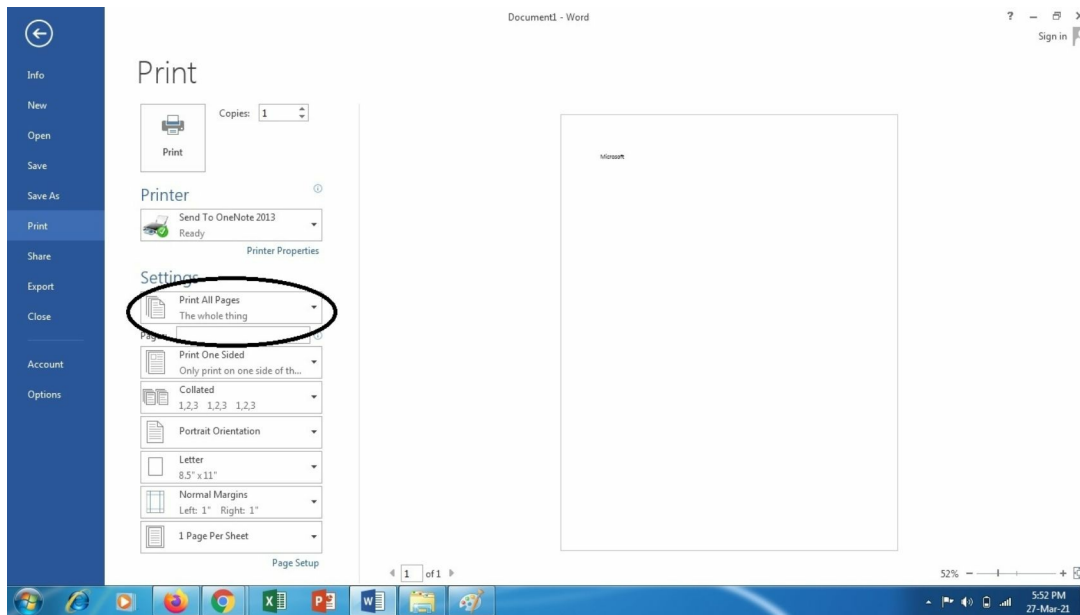 Document1 - Word
?
Sign in
Info
New
Open
Save
Save As
Print
Share
Export
Close
Account
Options
Print
Copies: 1
Print
Printer
Send To OneNote 2013
Ready
Printer Properties
Settings
Print All Pages
The whole thing
Pages:
Print One Sided
Only print on one side of th...
Collated
1,2,3 1,2,3 1,2,3
Portrait Orientation
Letter
8.5" x 11"
Normal Margins
Left: 1" Right: 1"
1 Page Per Sheet
Page Setup
Microsoft
1 of 1
52%
5:52 PM
27-Mar-21